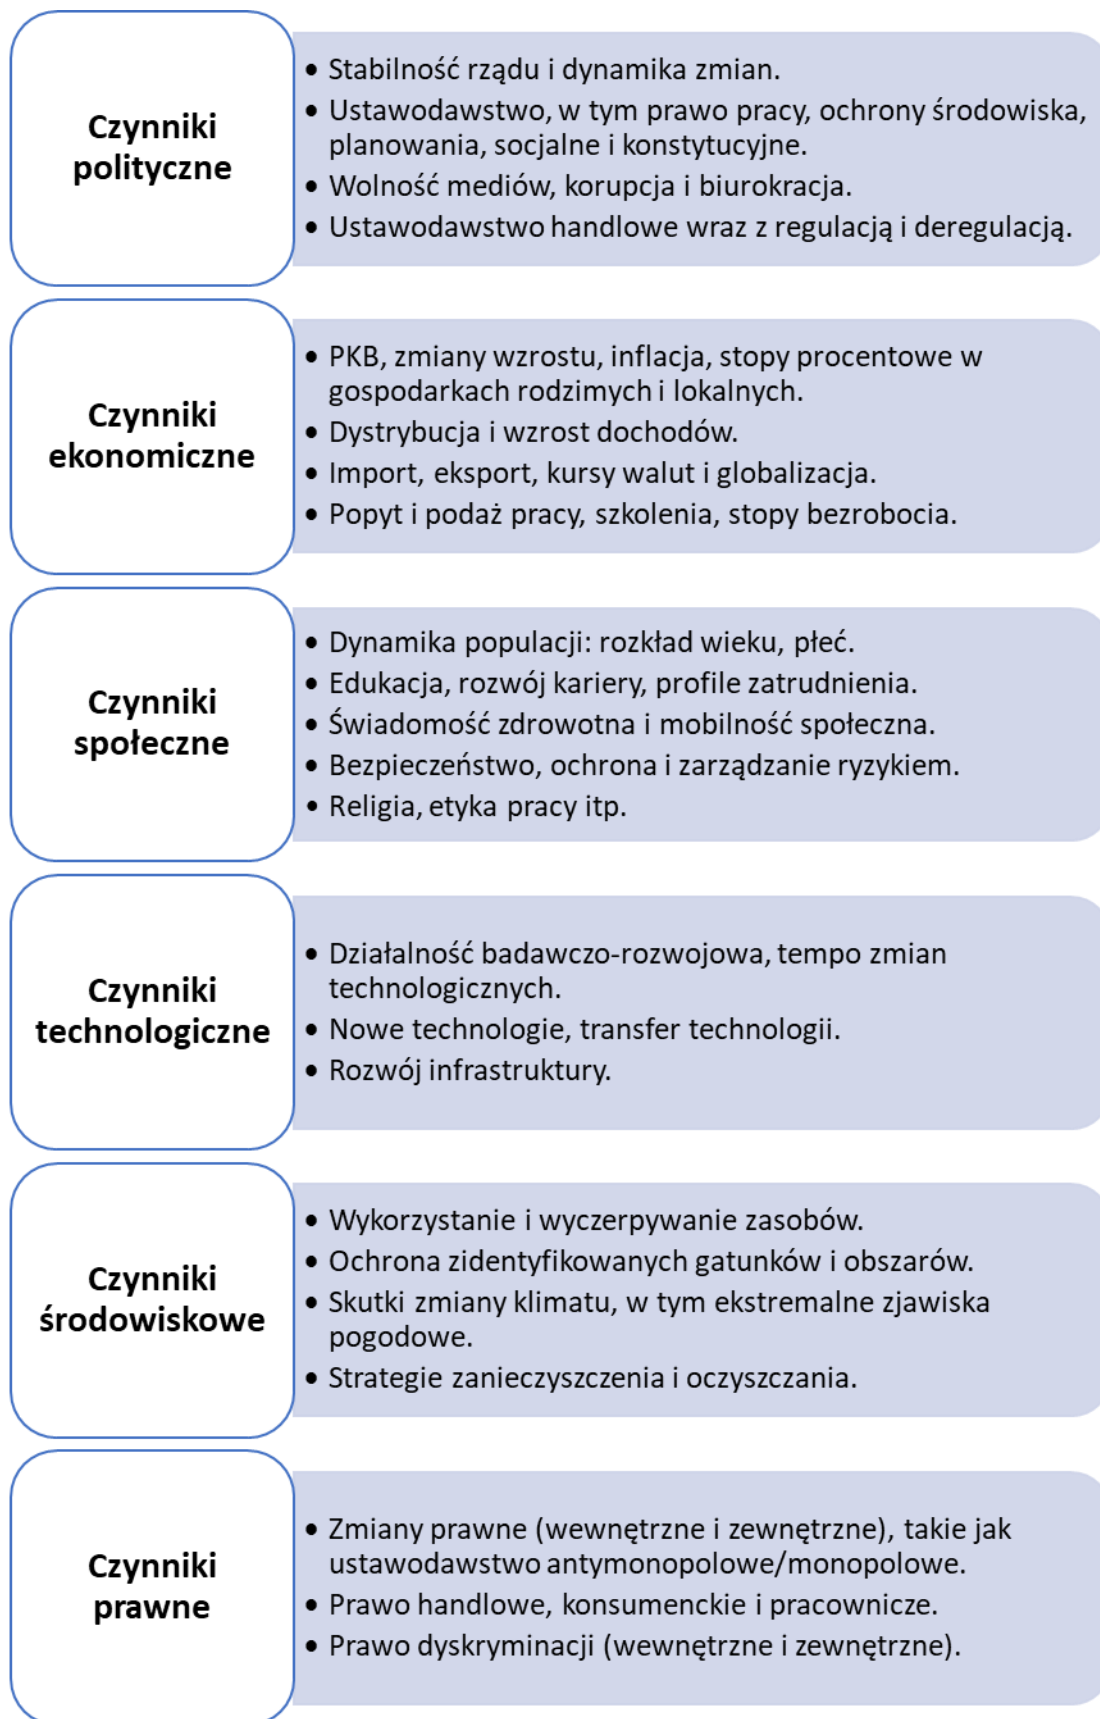 Czynniki
polityczne
• Stabilność rządu i dynamika zmian.
• Ustawodawstwo, w tym prawo pracy, ochrony środowiska,
planowania, socjalne i konstytucyjne.
• Wolność mediów, korupcja i biurokracja.
• Ustawodawstwo handlowe wraz z regulacją i deregulacją.
Czynniki
ekonomiczne
• PKB, zmiany wzrostu, inflacja, stopy procentowe w
gospodarkach rodzimych i lokalnych.
• Dystrybucja i wzrost dochodów.
• Import, eksport, kursy walut i globalizacja.
• Popyt i podaż pracy, szkolenia, stopy bezrobocia.
Czynniki
społeczne
• Dynamika populacji: rozkład wieku, płeć.
• Edukacja, rozwój kariery, profile zatrudnienia.
• Świadomość zdrowotna i mobilność społeczna.
• Bezpieczeństwo, ochrona i zarządzanie ryzykiem.
• Religia, etyka pracy itp.
Czynniki
technologiczne
• Działalność badawczo-rozwojowa, tempo zmian
technologicznych.
• Nowe technologie, transfer technologii.
• Rozwój infrastruktury.
Czynniki
środowiskowe
• Wykorzystanie i wyczerpywanie zasobów.
• Ochrona zidentyfikowanych gatunków i obszarów.
• Skutki zmiany klimatu, w tym ekstremalne zjawiska
pogodowe.
• Strategie zanieczyszczenia i oczyszczania.
Czynniki
prawne
• Zmiany prawne (wewnętrzne i zewnętrzne), takie jak
ustawodawstwo antymonopolowe/monopolowe.
• Prawo handlowe, konsumenckie i pracownicze.
• Prawo dyskryminacji (wewnętrzne i zewnętrzne).